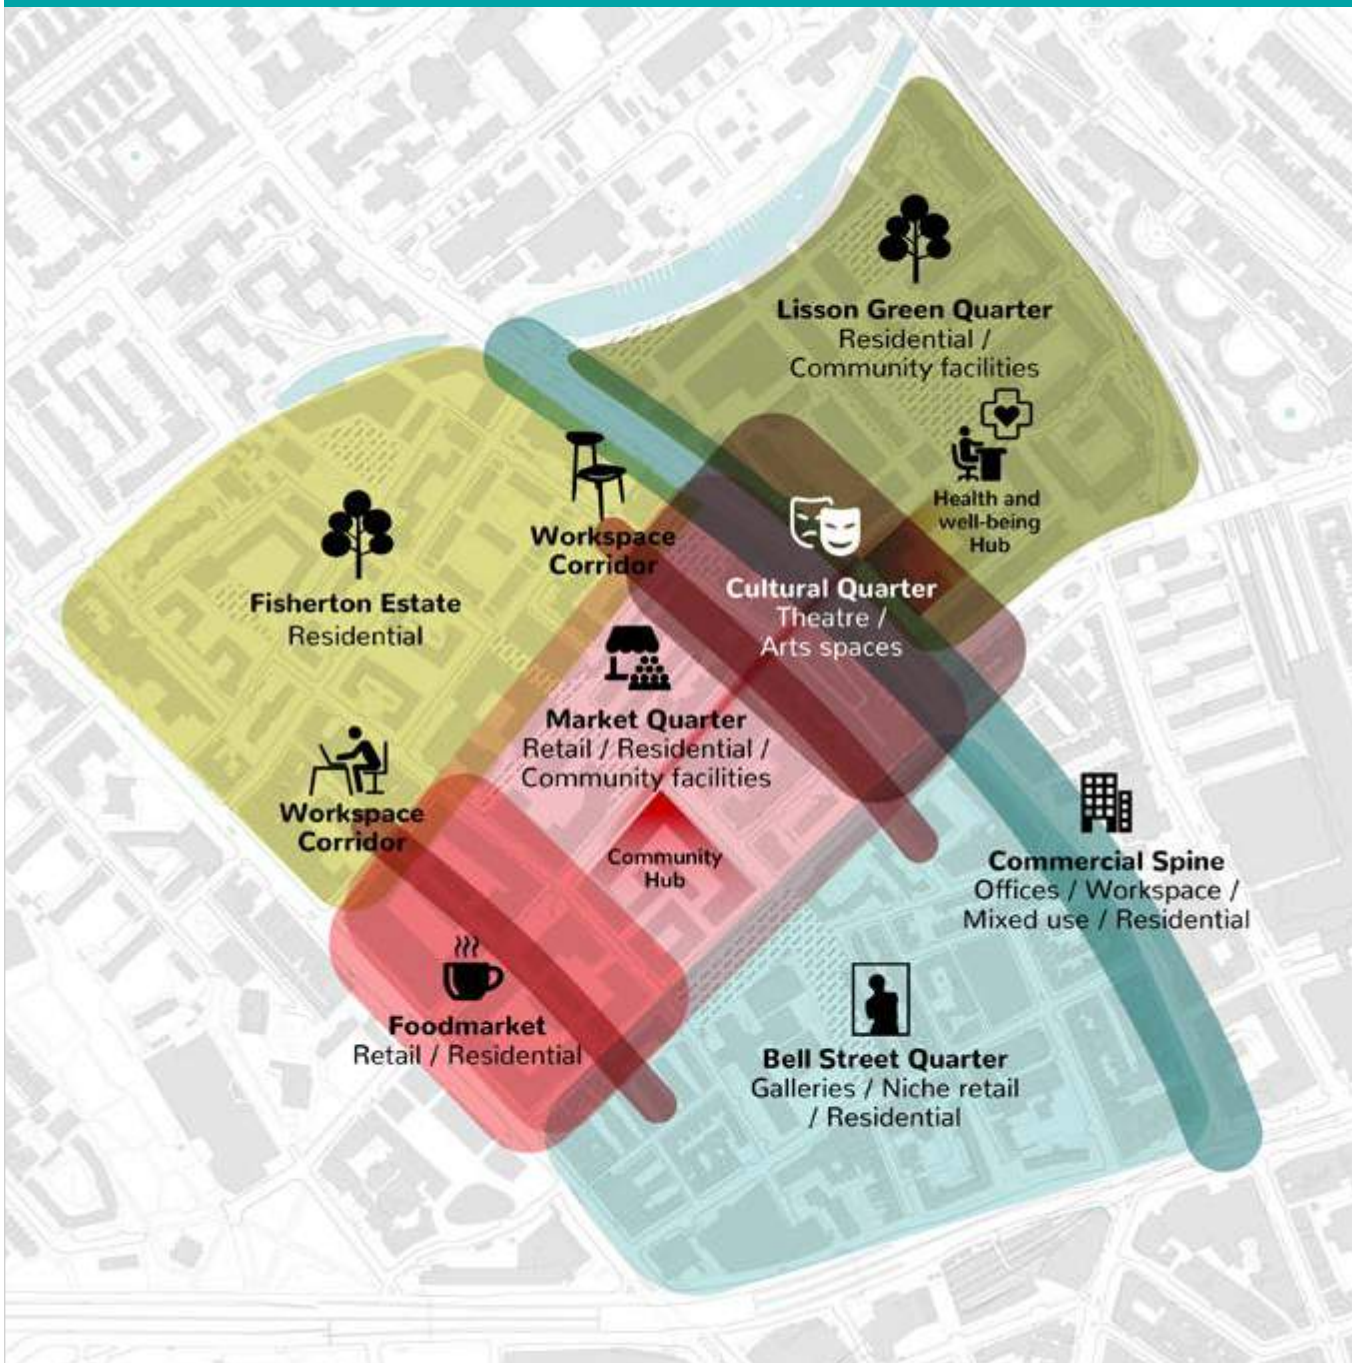 Lisson Green Quarter
Residential /
Community facilities
Health and
well-being
Hub
Workspace
Corridor
Cultural Quarter
Theatre /
Arts spaces
Fisherton Estate
Residential
Market Quarter
Retail / Residential /
Community facilities
Workspace
Corridor
Community
Hub
Commercial Spine
Offices / Workspace /
Mixed use / Residential
Foodmarket
Retail / Residential
Bell Street Quarter
Galleries / Niche retail
/ Residential